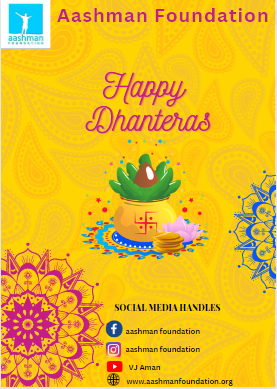 Aashman Foundation
aashman
FOUNDATION
Happy
Dhanteras
SOCIAL MEDIA HANDLES
aashman foundation
aashman foundation
VJ Aman
www.aashmanfoundation.org